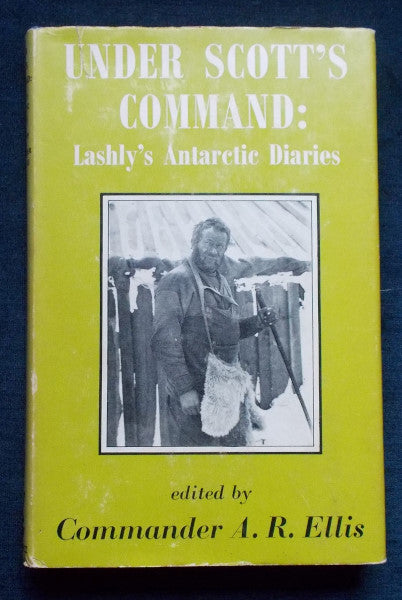 UNDER SCOTT'S
COMMAND:
Lashly's Antarctic Diaries
edited by
Commander A. R. Ellis